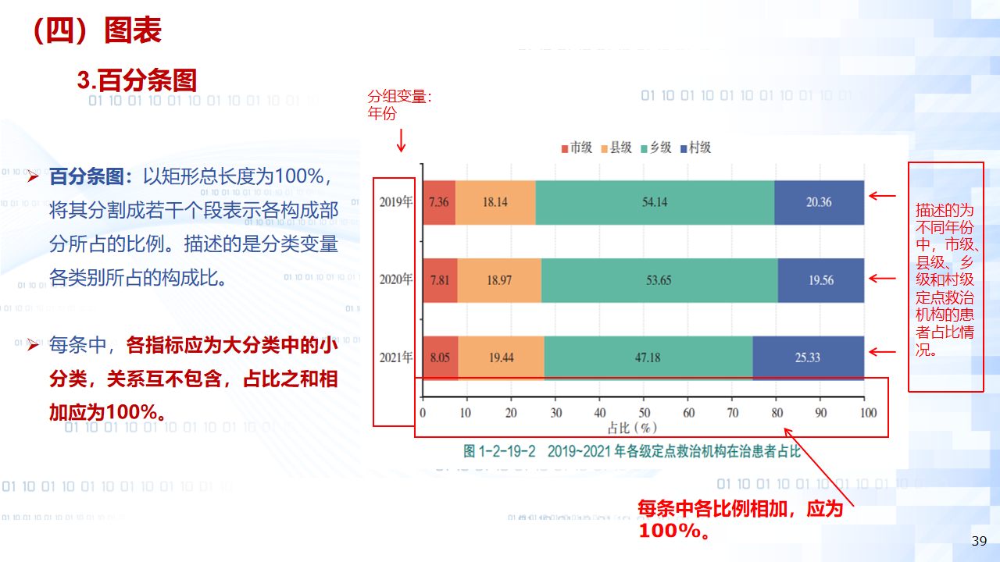 （四）图表
3.百分条图
百分条图：以矩形总长度为100%，
将其分割成若干个段表示各构成部
分所占的比例。描述的是分类变量
各类别所占的构成比。
每条中，各指标应为大分类中的小
分类，关系互不包含，占比之和相
加应为100%。
分组变量：
年份
市级 县级 乡级 村级
2019年 7.36 18.14 54.14 20.36
2020年 7.81 18.97 53.65 19.56
2021年 8.05 19.44 47.18 25.33
0 10 20 30 40 50 60 70 80 90 100
占比（%）
图 1-2-19-2 2019~2021 年各级定点救治机构在治患者占比
描述的为
不同年份
中，市级、
县级、乡
级和村级
定点救治
机构的患
者占比情
况。
每条中各比例相加，应为
100%。
39